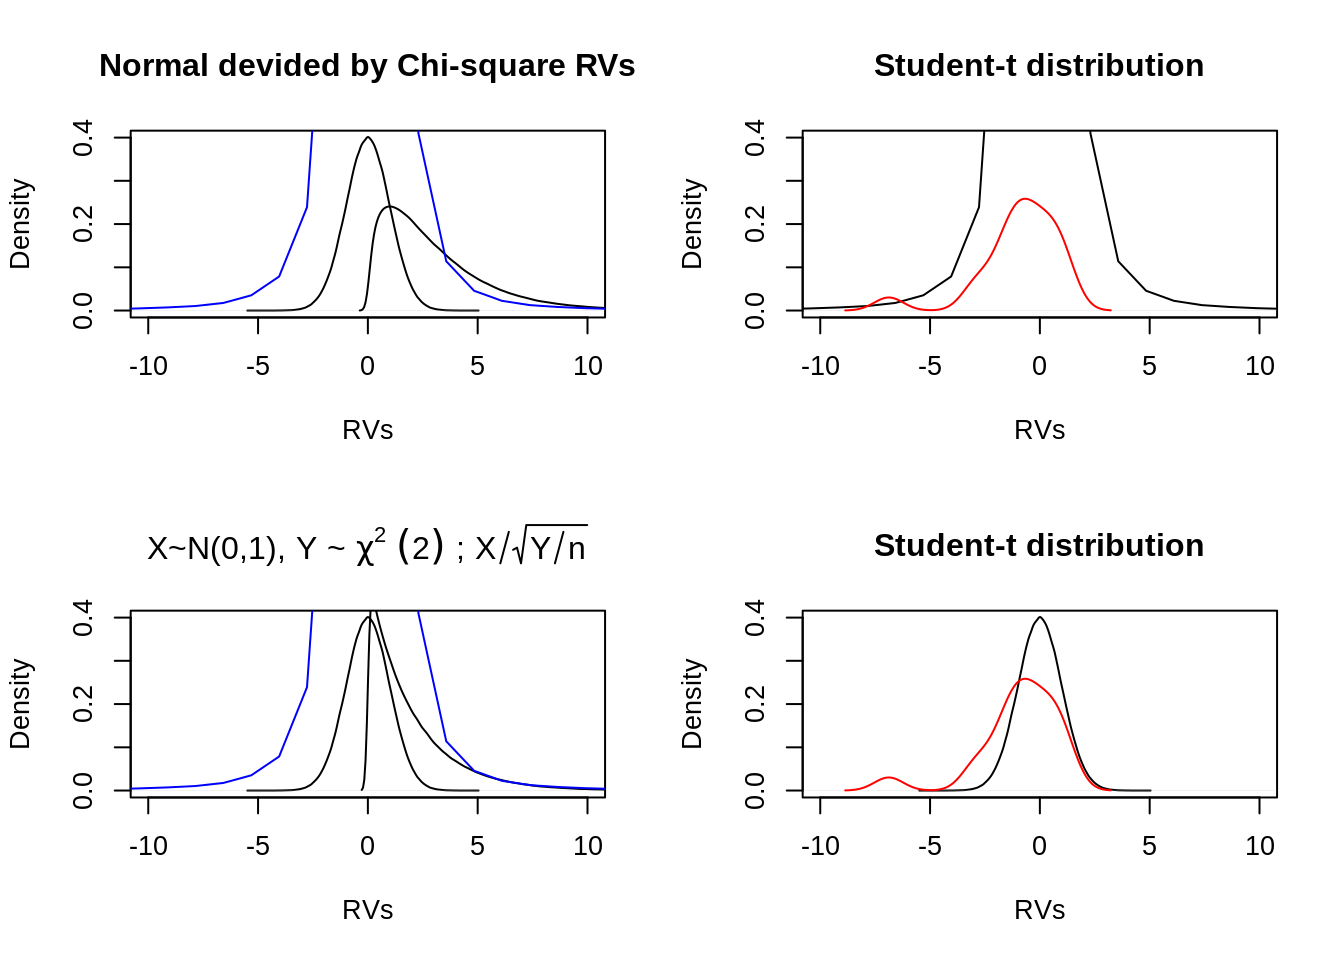 Normal devided by Chi-square RVs
Density
0.0 0.2 0.4
-10 -5 0 5 10
RVs
Student-t distribution
Density
0.0 0.2 0.4
-10 -5 0 5 10
RVs
X~N(0,1), Y ~ χ² (2) ; X/√Y/n
Density
0.0 0.2 0.4
-10 -5 0 5 10
RVs
Student-t distribution
Density
0.0 0.2 0.4
-10 -5 0 5 10
RVs